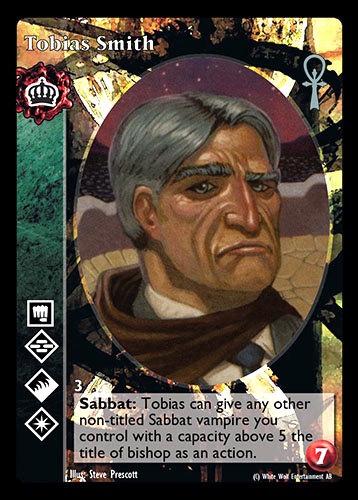 Tobias Smith
3
Sabbat: Tobias can give any other
non-titled Sabbat vampire you
control with a capacity above 5 the
title of bishop as an action.
7
Illus: Steve Prescott
(C) White Wolf Entertainment AB